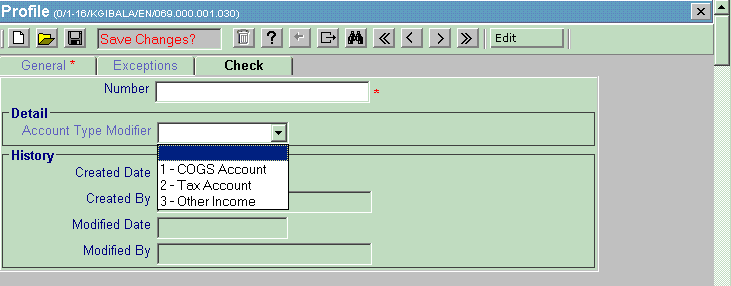 Profile (0/1-16/KGIBALA/EN/069.000.001.030)
Save Changes? Edit
General * Exceptions Check
Number *
Detail
Account Type Modifier
History
1 - COGS Account
Created Date
2 - Tax Account
Created By
3 - Other Income
Modified Date
Modified By